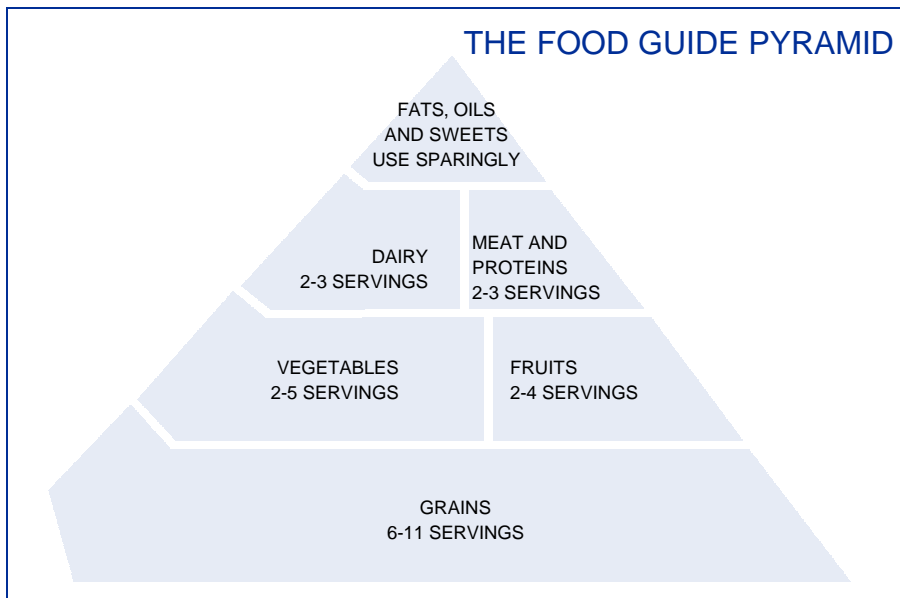 THE FOOD GUIDE PYRAMID
FATS, OILS
AND SWEETS
USE SPARINGLY
DAIRY
2-3 SERVINGS
MEAT AND
PROTEINS
2-3 SERVINGS
VEGETABLES
2-5 SERVINGS
FRUITS
2-4 SERVINGS
GRAINS
6-11 SERVINGS